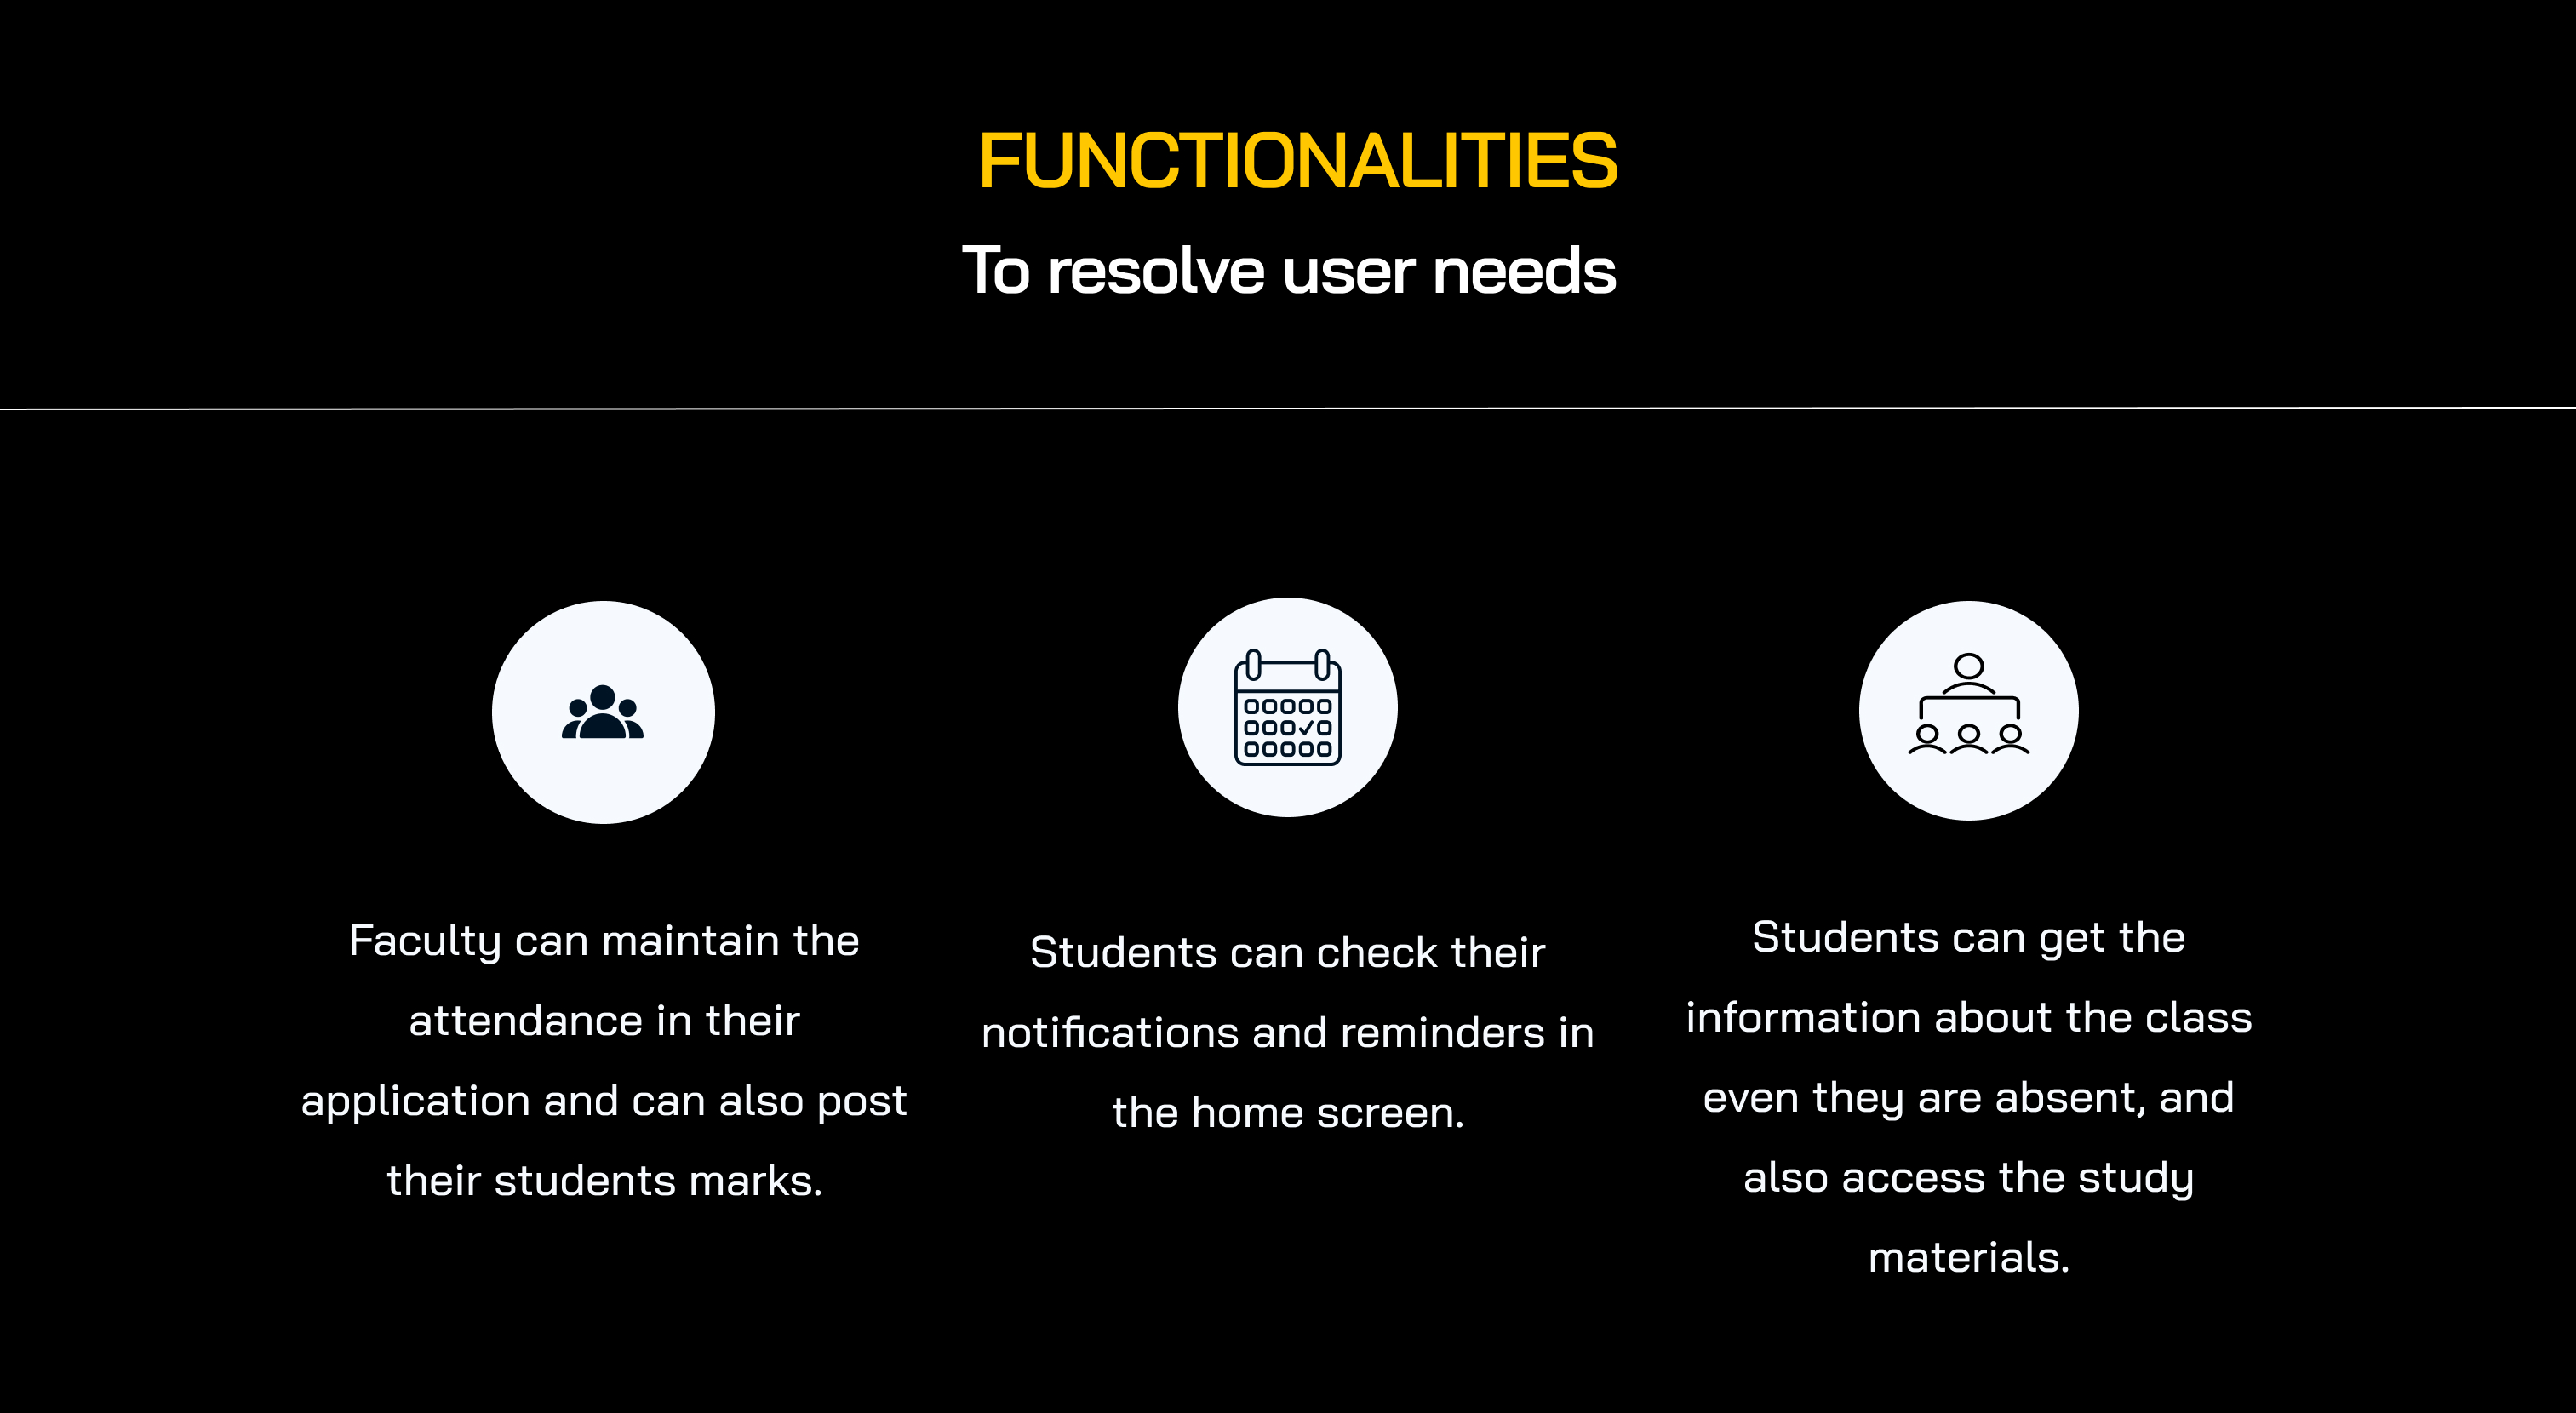 FUNCTIONALITIES
To resolve user needs
Faculty can maintain the
attendance in their
application and can also post
their students marks.
Students can check their
notifications and reminders in
the home screen.
Students can get the
information about the class
even they are absent, and
also access the study
materials.